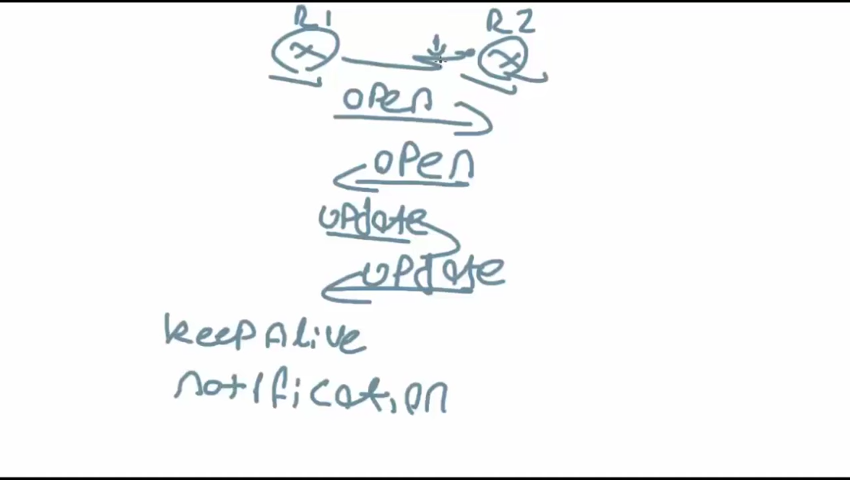 R1 R2
open
open
update
update
keepAlive
notification